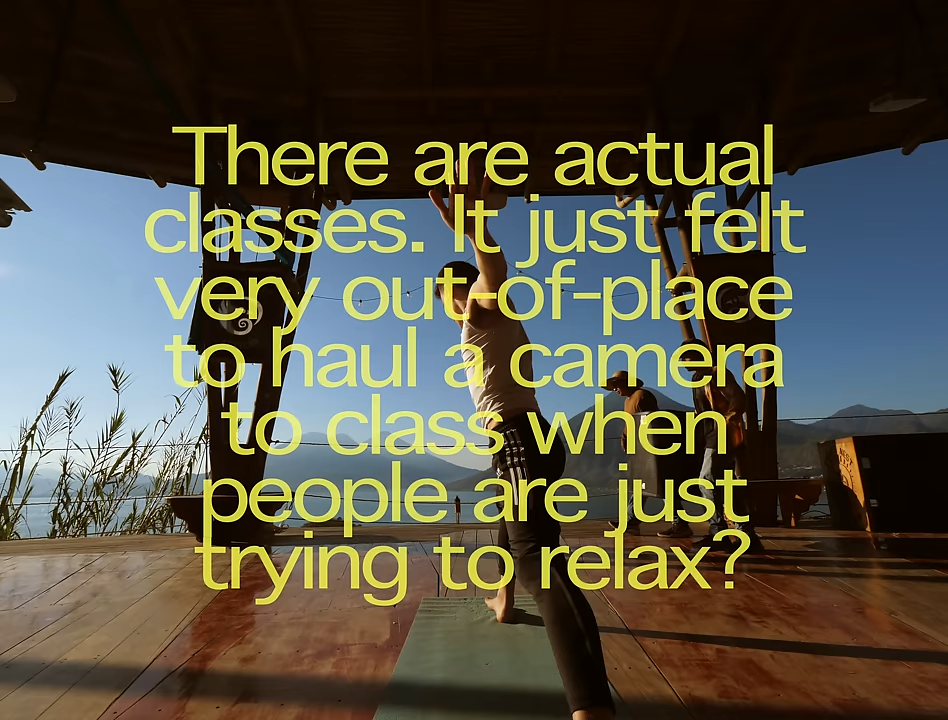 There are actual
classes. It just felt
very out-of-place
to haul a camera
to class when
people are just
trying to relax?